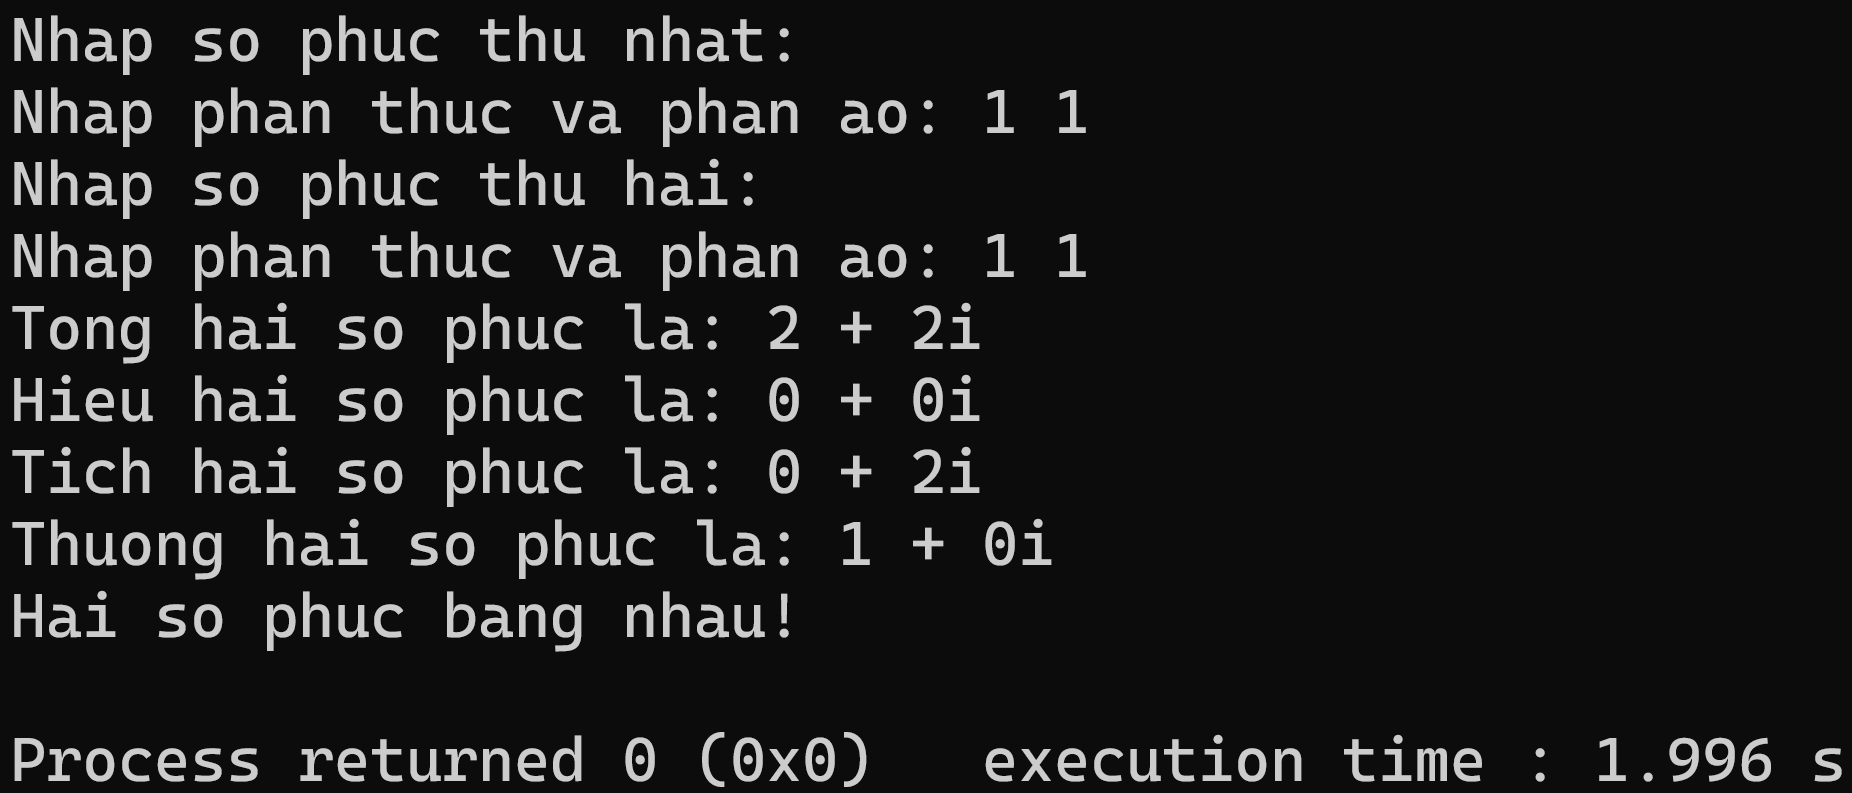 Nhap so phuc thu nhat:
Nhap phan thuc va phan ao: 1 1
Nhap so phuc thu hai:
Nhap phan thuc va phan ao: 1 1
Tong hai so phuc la: 2 + 2i
Hieu hai so phuc la: 0 + 0i
Tich hai so phuc la: 0 + 2i
Thuong hai so phuc la: 1 + 0i
Hai so phuc bang nhau!
Process returned 0 (0x0)   execution time : 1.996 s